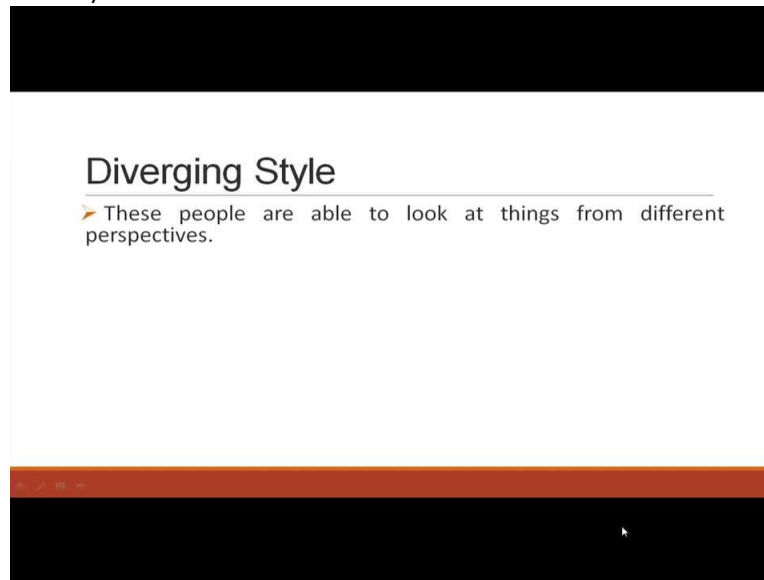 Diverging Style
These people are able to look at things from different
perspectives.